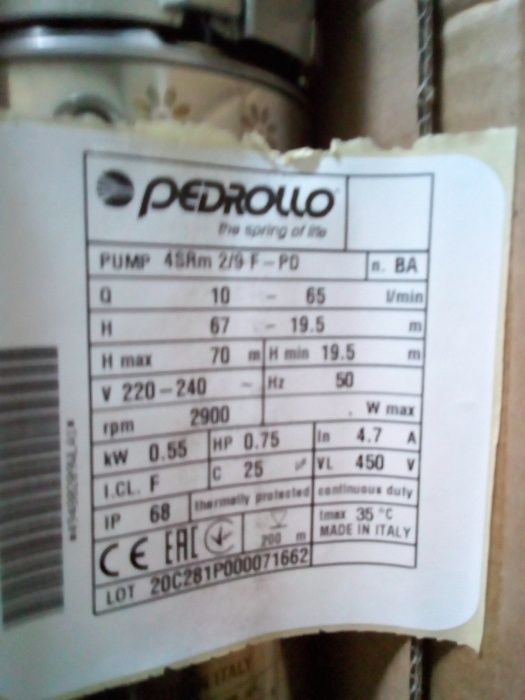 PEDROLLO
the spring of life
PUMP 4SRm 2/9 F-PD n. BA
Q 10 - 65 l/min
H 67 - 19.5 m
H max 70 m H min 19.5 m
V 220-240 ~ Hz 50
rpm 2900 W max
kW 0.55 HP 0.75 In 4.7 A
I.CL. F C 25 µF VL 450 V
IP 68 thermally protected continuous duty
CE EAC 200 m tmax 35 °C
MADE IN ITALY
LOT 20C281P000071662
ITALY